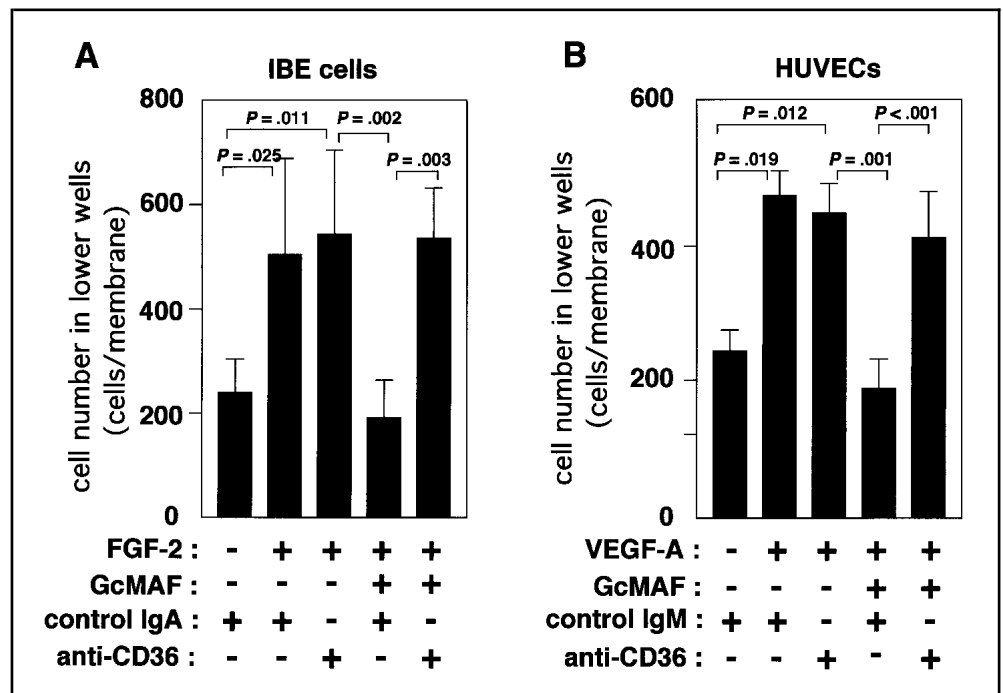 A
IBE cells
800
600
400
200
0
cell number in lower wells
(cells/membrane)
P = .011
P = .002
P = .025
P = .003
FGF-2 : - + + + +
GcMAF : - - - + +
control IgA : + + - + -
anti-CD36 : - - + - +
B
HUVECs
600
400
200
0
cell number in lower wells
(cells/membrane)
P = .012
P < .001
P = .019
P = .001
VEGF-A : - + + + +
GcMAF : - - - + +
control IgM : + + - + -
anti-CD36 : - - + - +